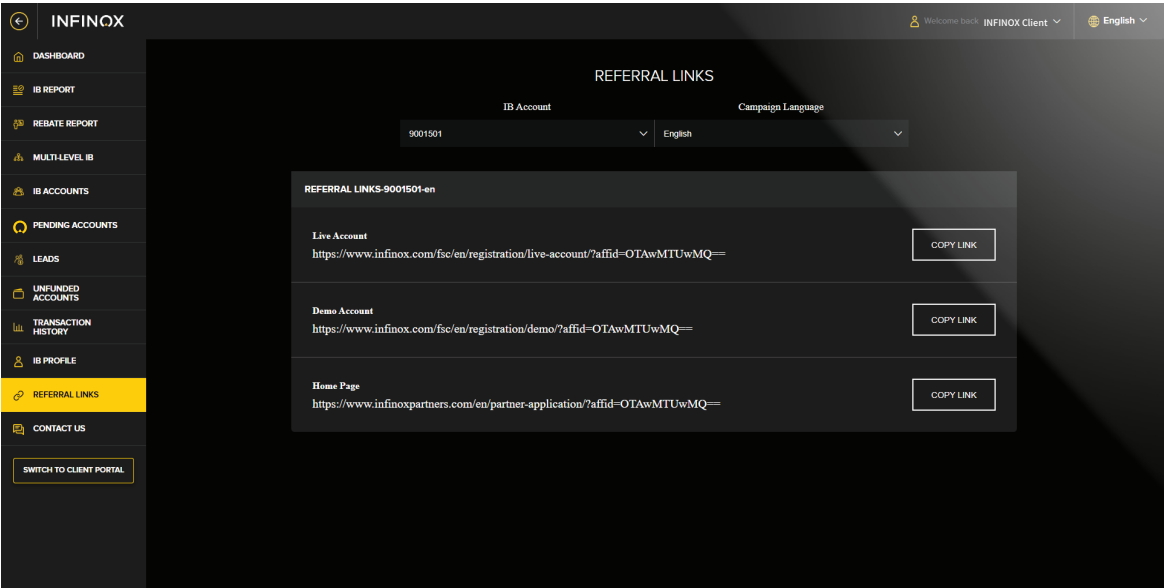 INFINOX
Welcome back INFINOX Client
English
DASHBOARD
IB REPORT
REBATE REPORT
MULTI-LEVEL IB
IB ACCOUNTS
PENDING ACCOUNTS
LEADS
UNFUNDED
ACCOUNTS
TRANSACTION
HISTORY
IB PROFILE
REFERRAL LINKS
CONTACT US
SWITCH TO CLIENT PORTAL
REFERRAL LINKS
IB Account
Campaign Language
9001501
English
REFERRAL LINKS-9001501-en
Live Account
https://www.infinox.com/fsc/en/registration/live-account/?affid=OTAwMTUwMQ==
COPY LINK
Demo Account
https://www.infinox.com/fsc/en/registration/demo/?affid=OTAwMTUwMQ==
COPY LINK
Home Page
https://www.infinoxpartners.com/en/partner-application/?affid=OTAwMTUwMQ==
COPY LINK